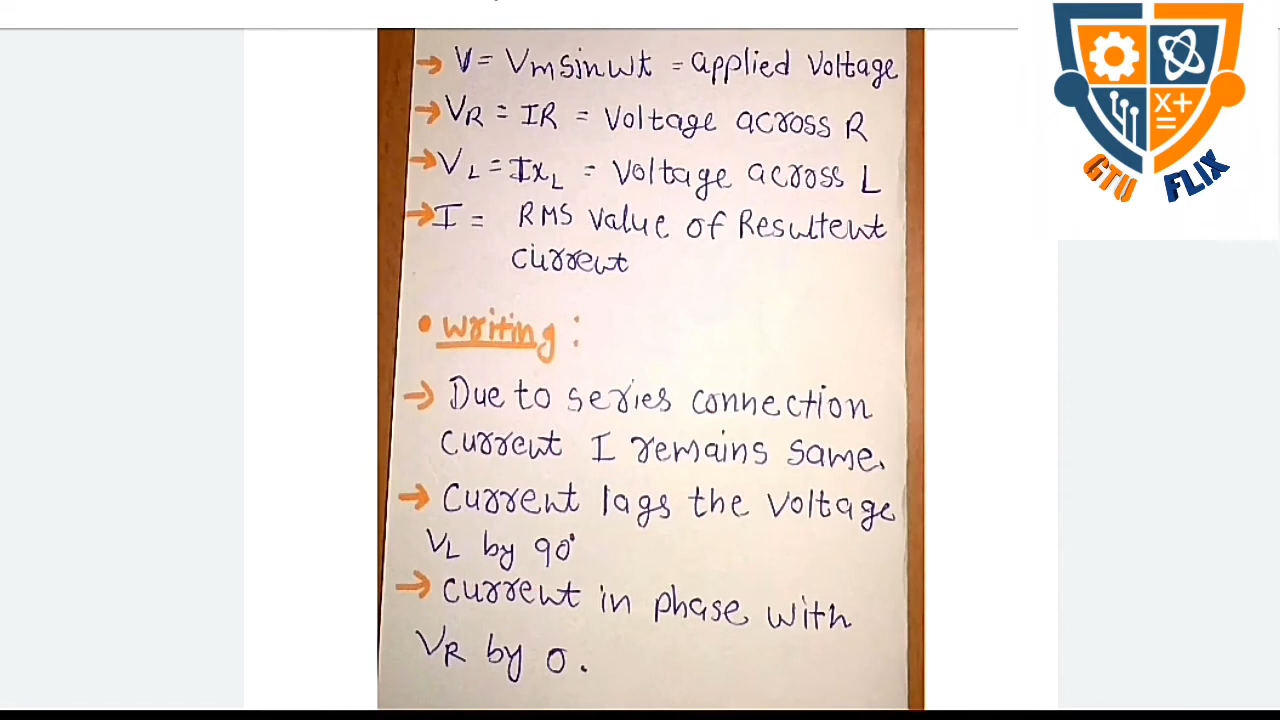 → V = Vm sinwt = applied Voltage
→ VR = IR = Voltage across R
→ VL = IXL = Voltage across L
→ I = RMS value of Resultent
current
• writing :
→ Due to series connection
current I remains same.
→ Current lags the voltage
VL by 90°
→ current in phase with
VR by 0.
X+
=
GTU FLIX